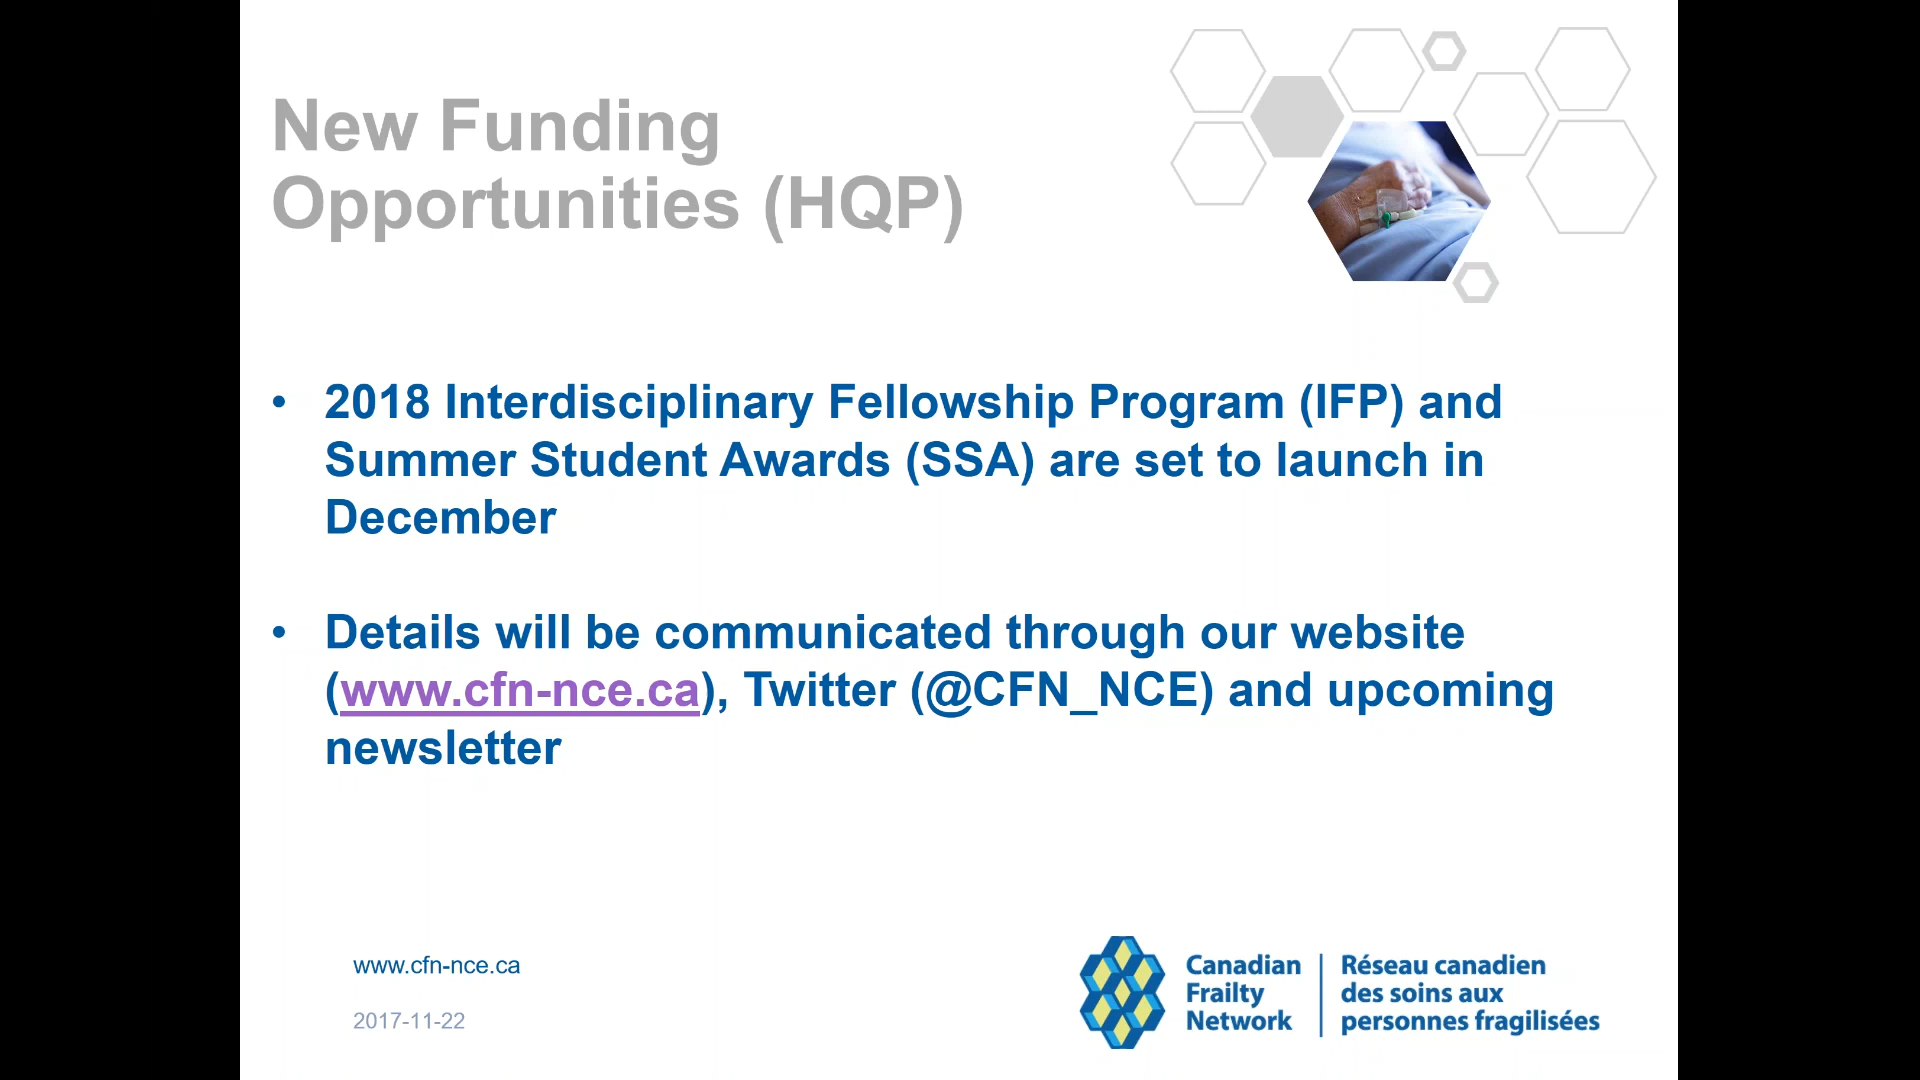 New Funding
Opportunities (HQP)
• 2018 Interdisciplinary Fellowship Program (IFP) and
Summer Student Awards (SSA) are set to launch in
December
• Details will be communicated through our website
(www.cfn-nce.ca), Twitter (@CFN_NCE) and upcoming
newsletter
www.cfn-nce.ca
2017-11-22
Canadian
Frailty
Network
Réseau canadien
des soins aux
personnes fragilisées